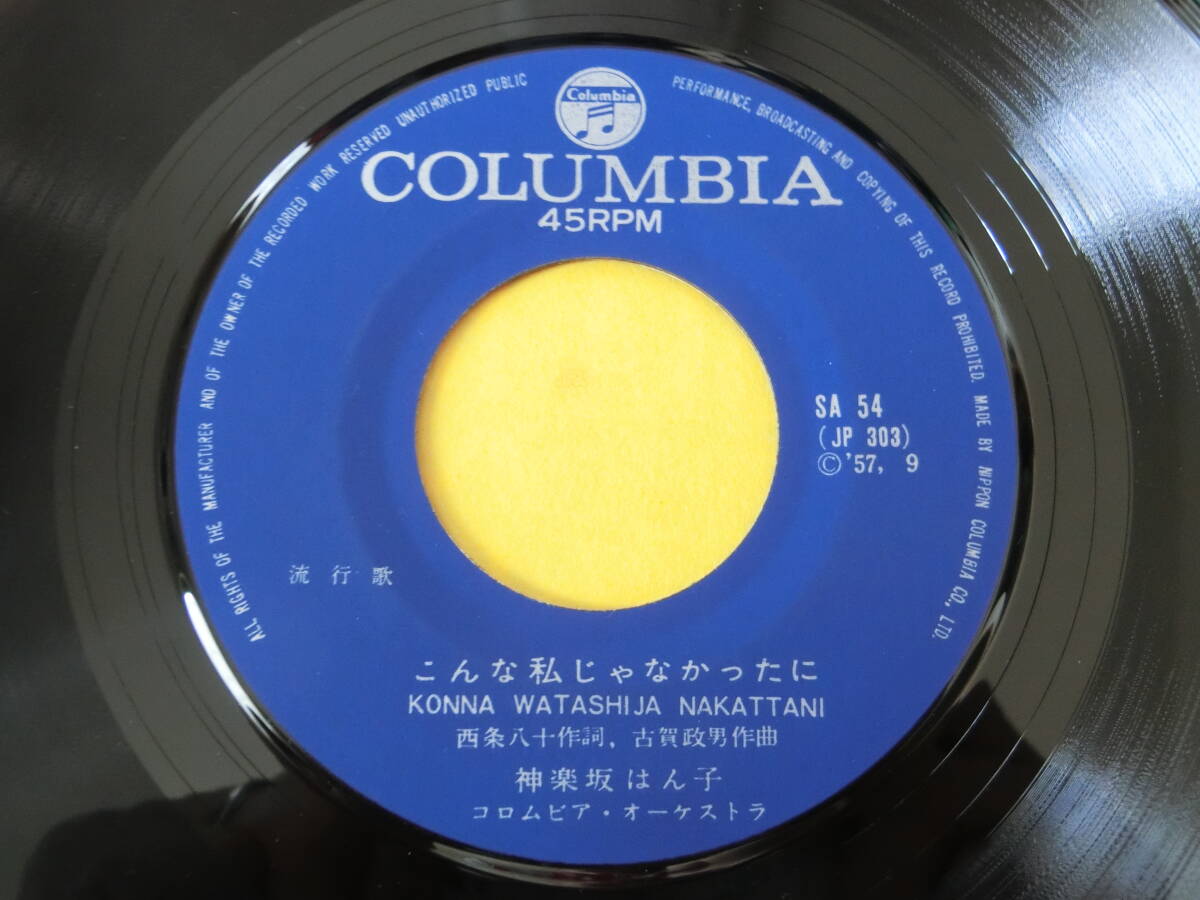 Columbia
COLUMBIA
45RPM
ALL RIGHTS OF THE MANUFACTURER AND OF THE OWNER OF THE RECORDED WORK RESERVED UNAUTHORIZED PUBLIC PERFORMANCE, BROADCASTING AND COPYING OF THIS RECORD PROHIBITED. MADE BY NIPPON COLUMBIA CO., LTD.
SA 54
(JP 303)
©'57, 9
流行歌
こんな私じゃなかったに
KONNA WATASHIJA NAKATTANI
西条八十作詞, 古賀政男作曲
神楽坂はん子
コロムビア・オーケストラ